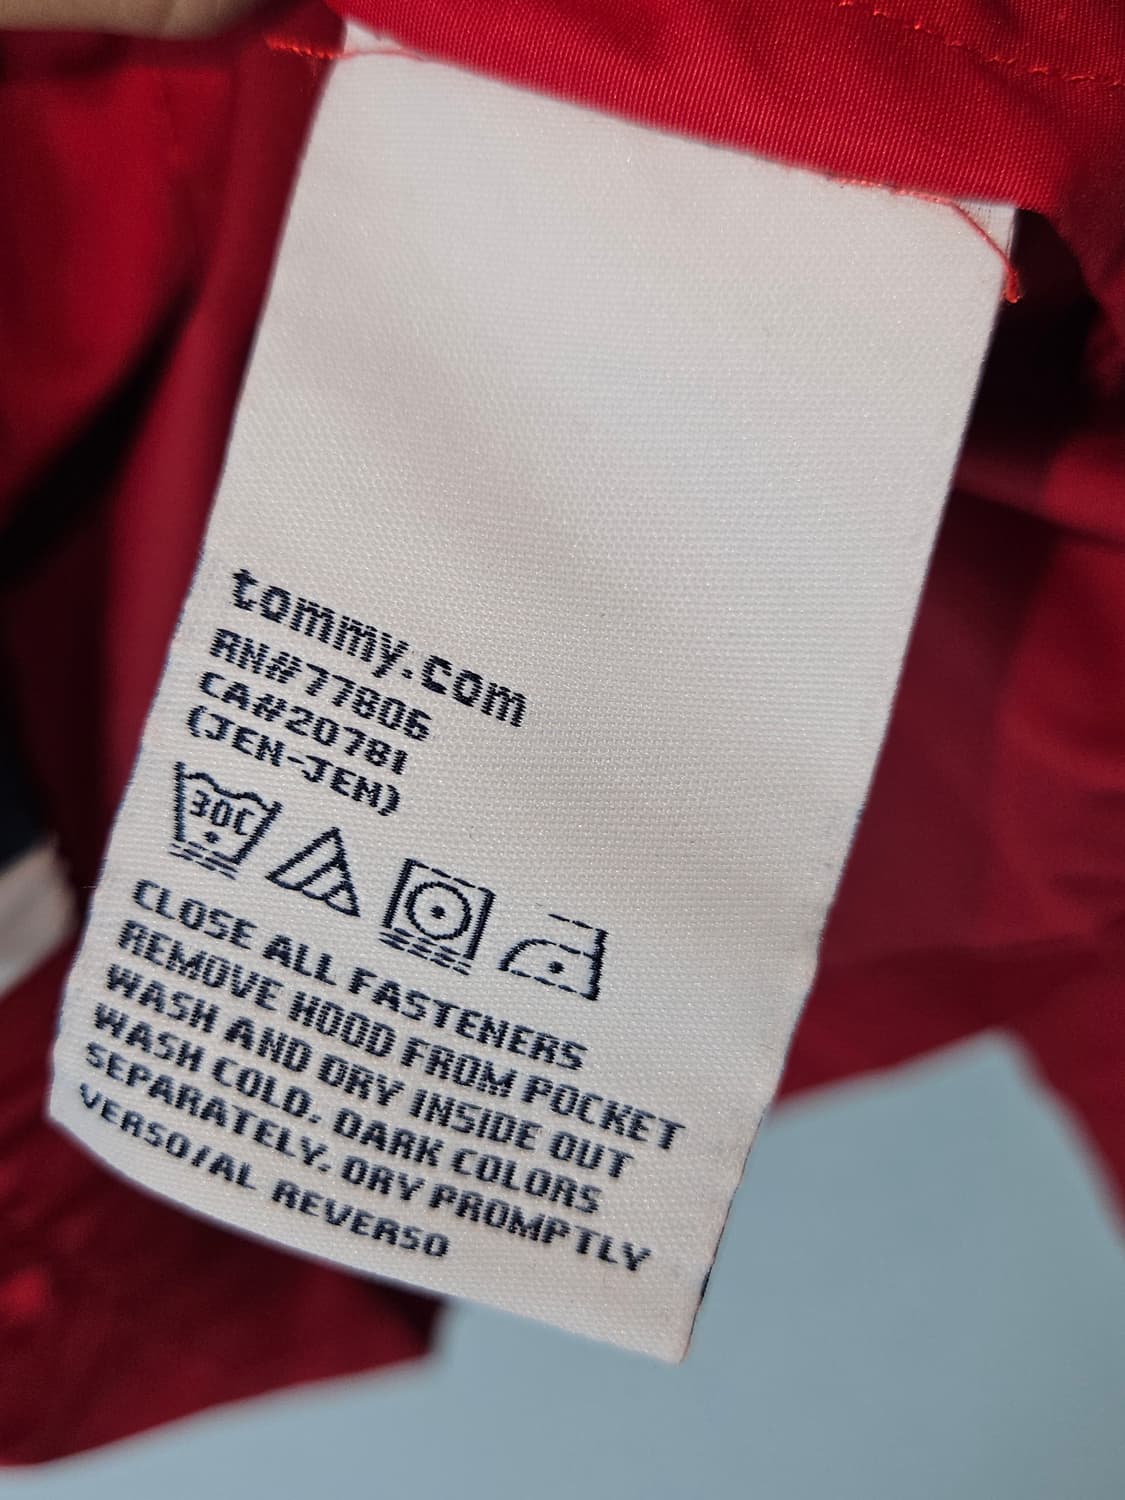 tommy.com
RN#77806
CA#20781
(JEN-JEN)
30C
CLOSE ALL FASTENERS
REMOVE HOOD FROM POCKET
WASH AND DRY INSIDE OUT
WASH COLD, DARK COLORS
SEPARATELY. DRY PROMPTLY
VERSO/AL REVERSO